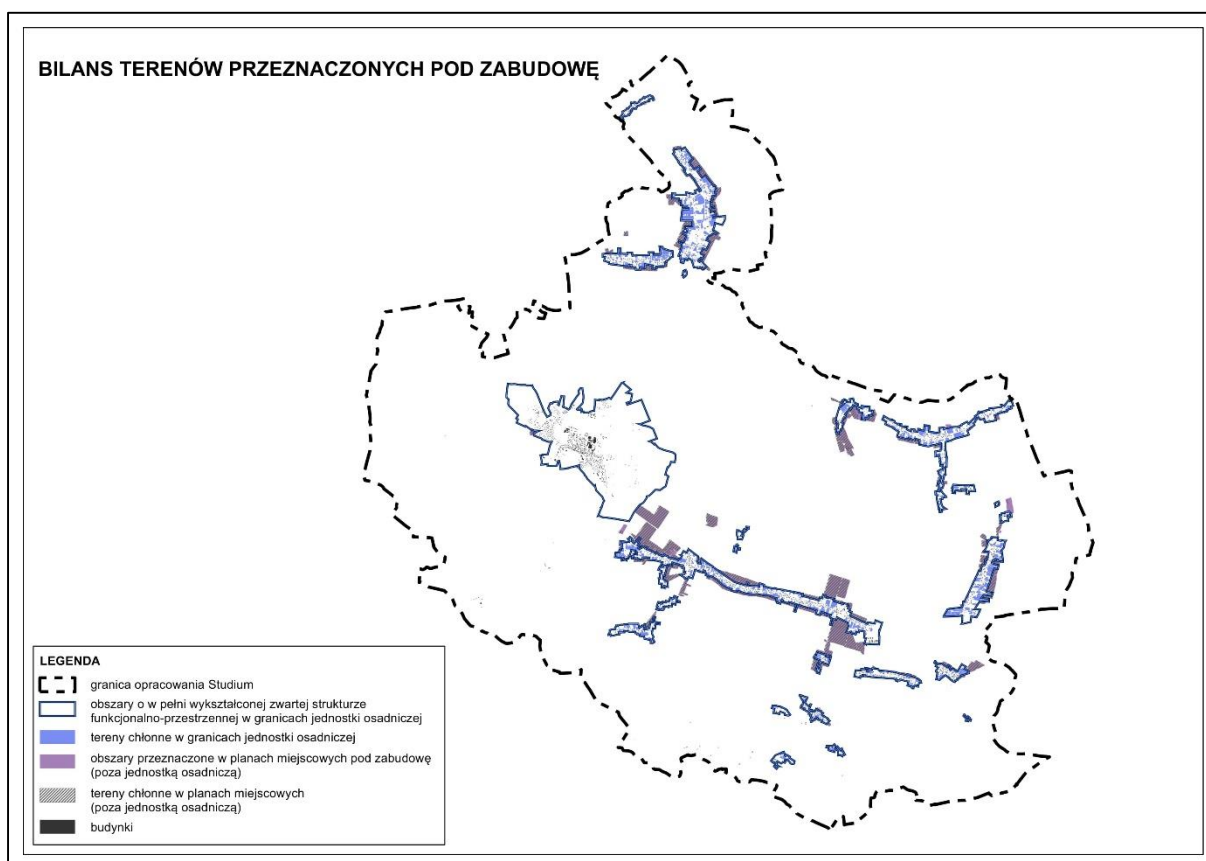 BILANS TERENÓW PRZEZNACZONYCH POD ZABUDOWĘ
LEGENDA
granica opracowania Studium
obszary o w pełni wykształconej zwartej strukturze
funkcjonalno-przestrzennej w granicach jednostki osadniczej
tereny chłonne w granicach jednostki osadniczej
obszary przeznaczone w planach miejscowych pod zabudowę
(poza jednostką osadniczą)
tereny chłonne w planach miejscowych
(poza jednostką osadniczą)
budynki